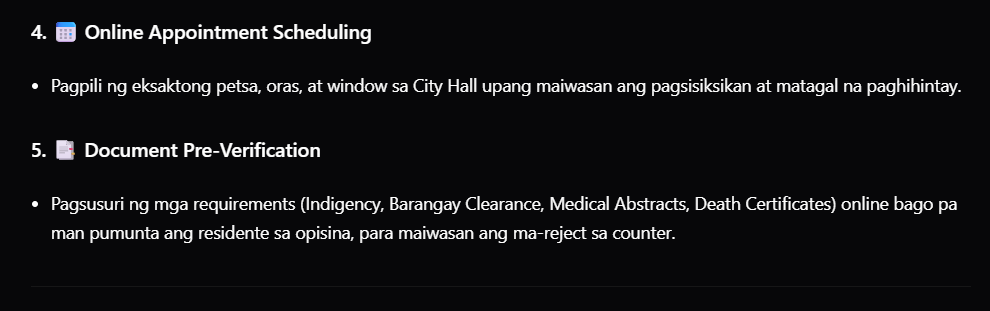 4. 📅 Online Appointment Scheduling
• Pagpili ng eksaktong petsa, oras, at window sa City Hall upang maiwasan ang pagsisiksikan at matagal na paghihintay.
5. 📑 Document Pre-Verification
• Pagsusuri ng mga requirements (Indigency, Barangay Clearance, Medical Abstracts, Death Certificates) online bago pa
man pumunta ang residente sa opisina, para maiwasan ang ma-reject sa counter.